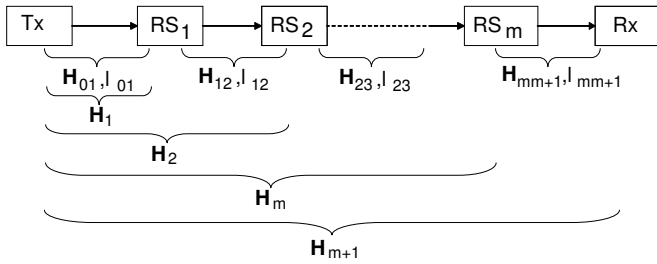 Tx RS1 RS2 RSm Rx
H01,l01 H12,l12 H23,l23 Hmm+1,lmm+1
H1
H2
Hm
Hm+1